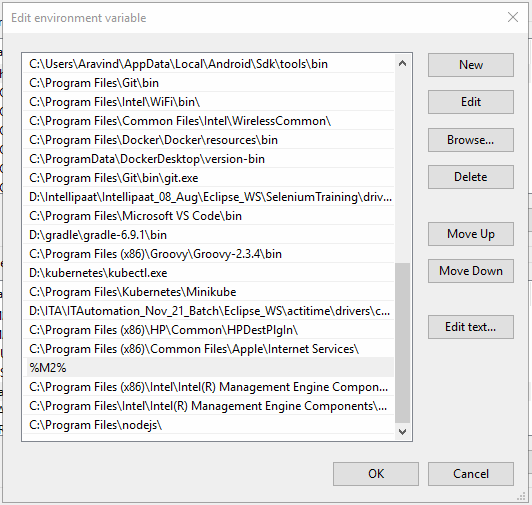 Edit environment variable
C:\Users\Aravind\AppData\Local\Android\Sdk\tools\bin
C:\Program Files\Git\bin
C:\Program Files\Intel\WiFi\bin\
C:\Program Files\Common Files\Intel\WirelessCommon\
C:\Program Files\Docker\Docker\resources\bin
C:\ProgramData\DockerDesktop\version-bin
C:\Program Files\Git\bin\git.exe
D:\Intellipaat\Intellipaat_08_Aug\Eclipse_WS\SeleniumTraining\driv...
C:\Program Files\Microsoft VS Code\bin
D:\gradle\gradle-6.9.1\bin
C:\Program Files (x86)\Groovy\Groovy-2.3.4\bin
D:\kubernetes\kubectl.exe
C:\Program Files\Kubernetes\Minikube
D:\ITA\ITAutomation_Nov_21_Batch\Eclipse_WS\actitime\drivers\c...
C:\Program Files (x86)\HP\Common\HPDestPlgIn\
C:\Program Files (x86)\Common Files\Apple\Internet Services\
%M2%
C:\Program Files (x86)\Intel\Intel(R) Management Engine Compon...
C:\Program Files\Intel\Intel(R) Management Engine Components\...
C:\Program Files\nodejs\
New
Edit
Browse...
Delete
Move Up
Move Down
Edit text...
OK
Cancel